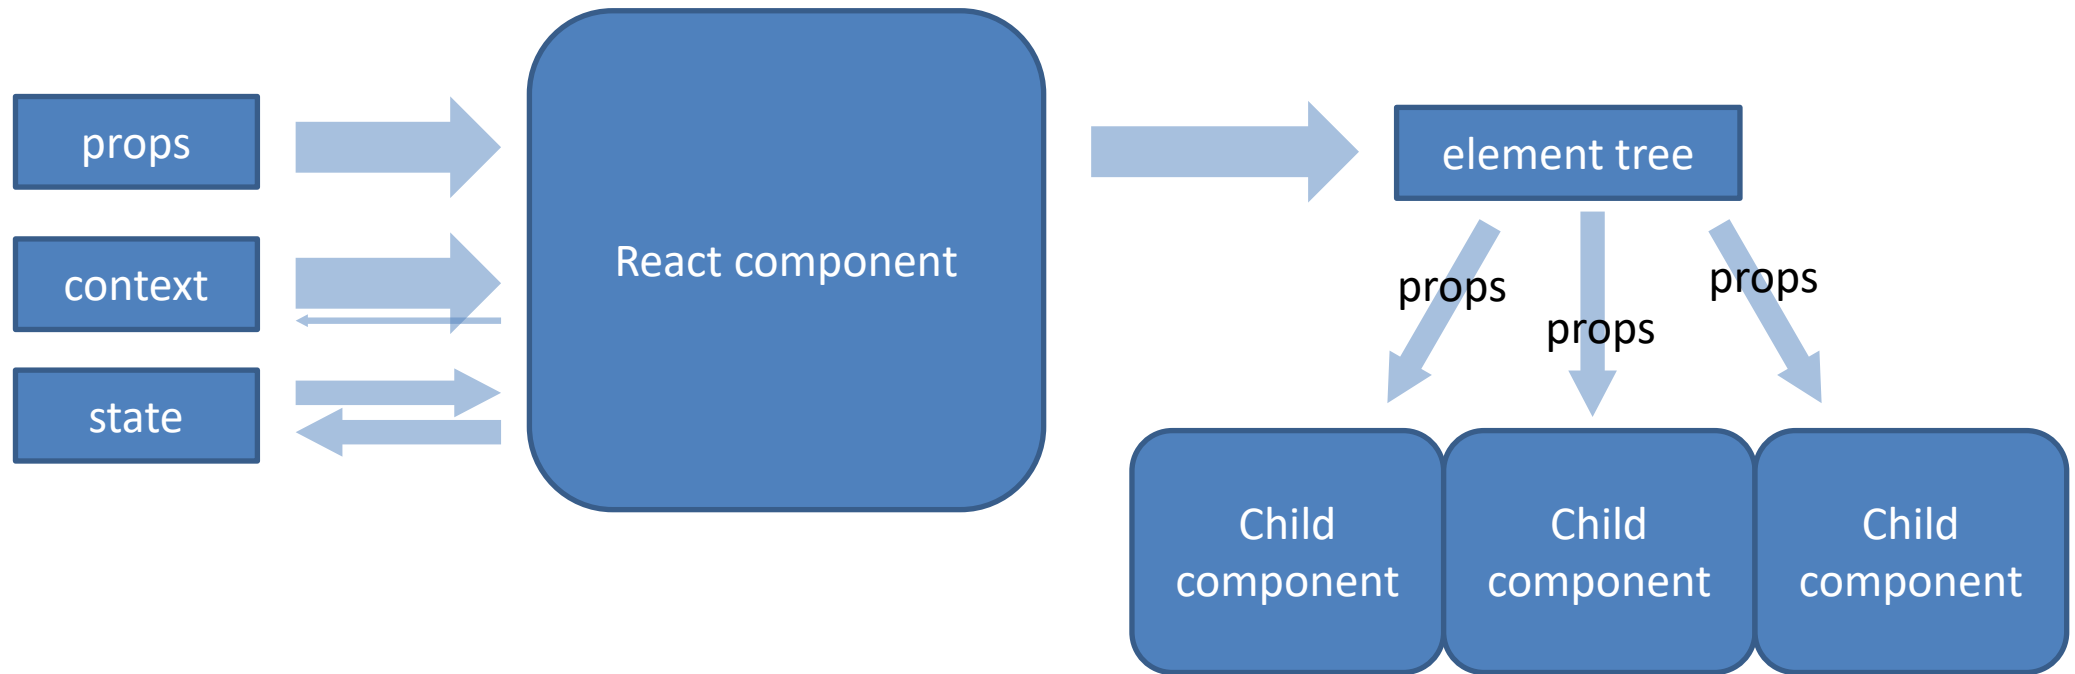 props
context
state
React component
element tree
props
props
props
Child
component
Child
component
Child
component